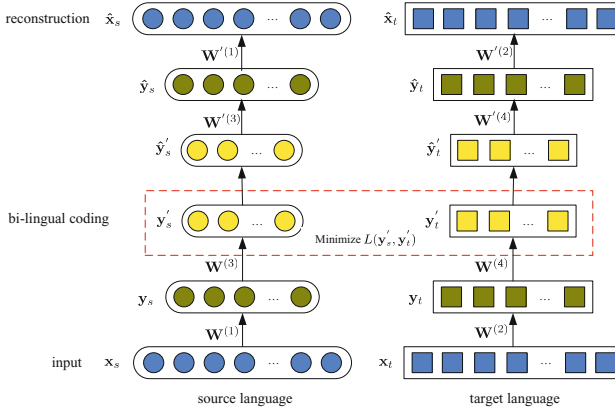 reconstruction x̂_s ... x̂_t ...
W′(1) W′(2)
ŷ_s ... ŷ_t ...
W′(3) W′(4)
ŷ′_s ... ŷ′_t ...
bi-lingual coding y′_s ... Minimize L(y′_s, y′_t) y′_t ...
W(3) W(4)
y_s ... y_t ...
W(1) W(2)
input x_s ... x_t ...
source language target language